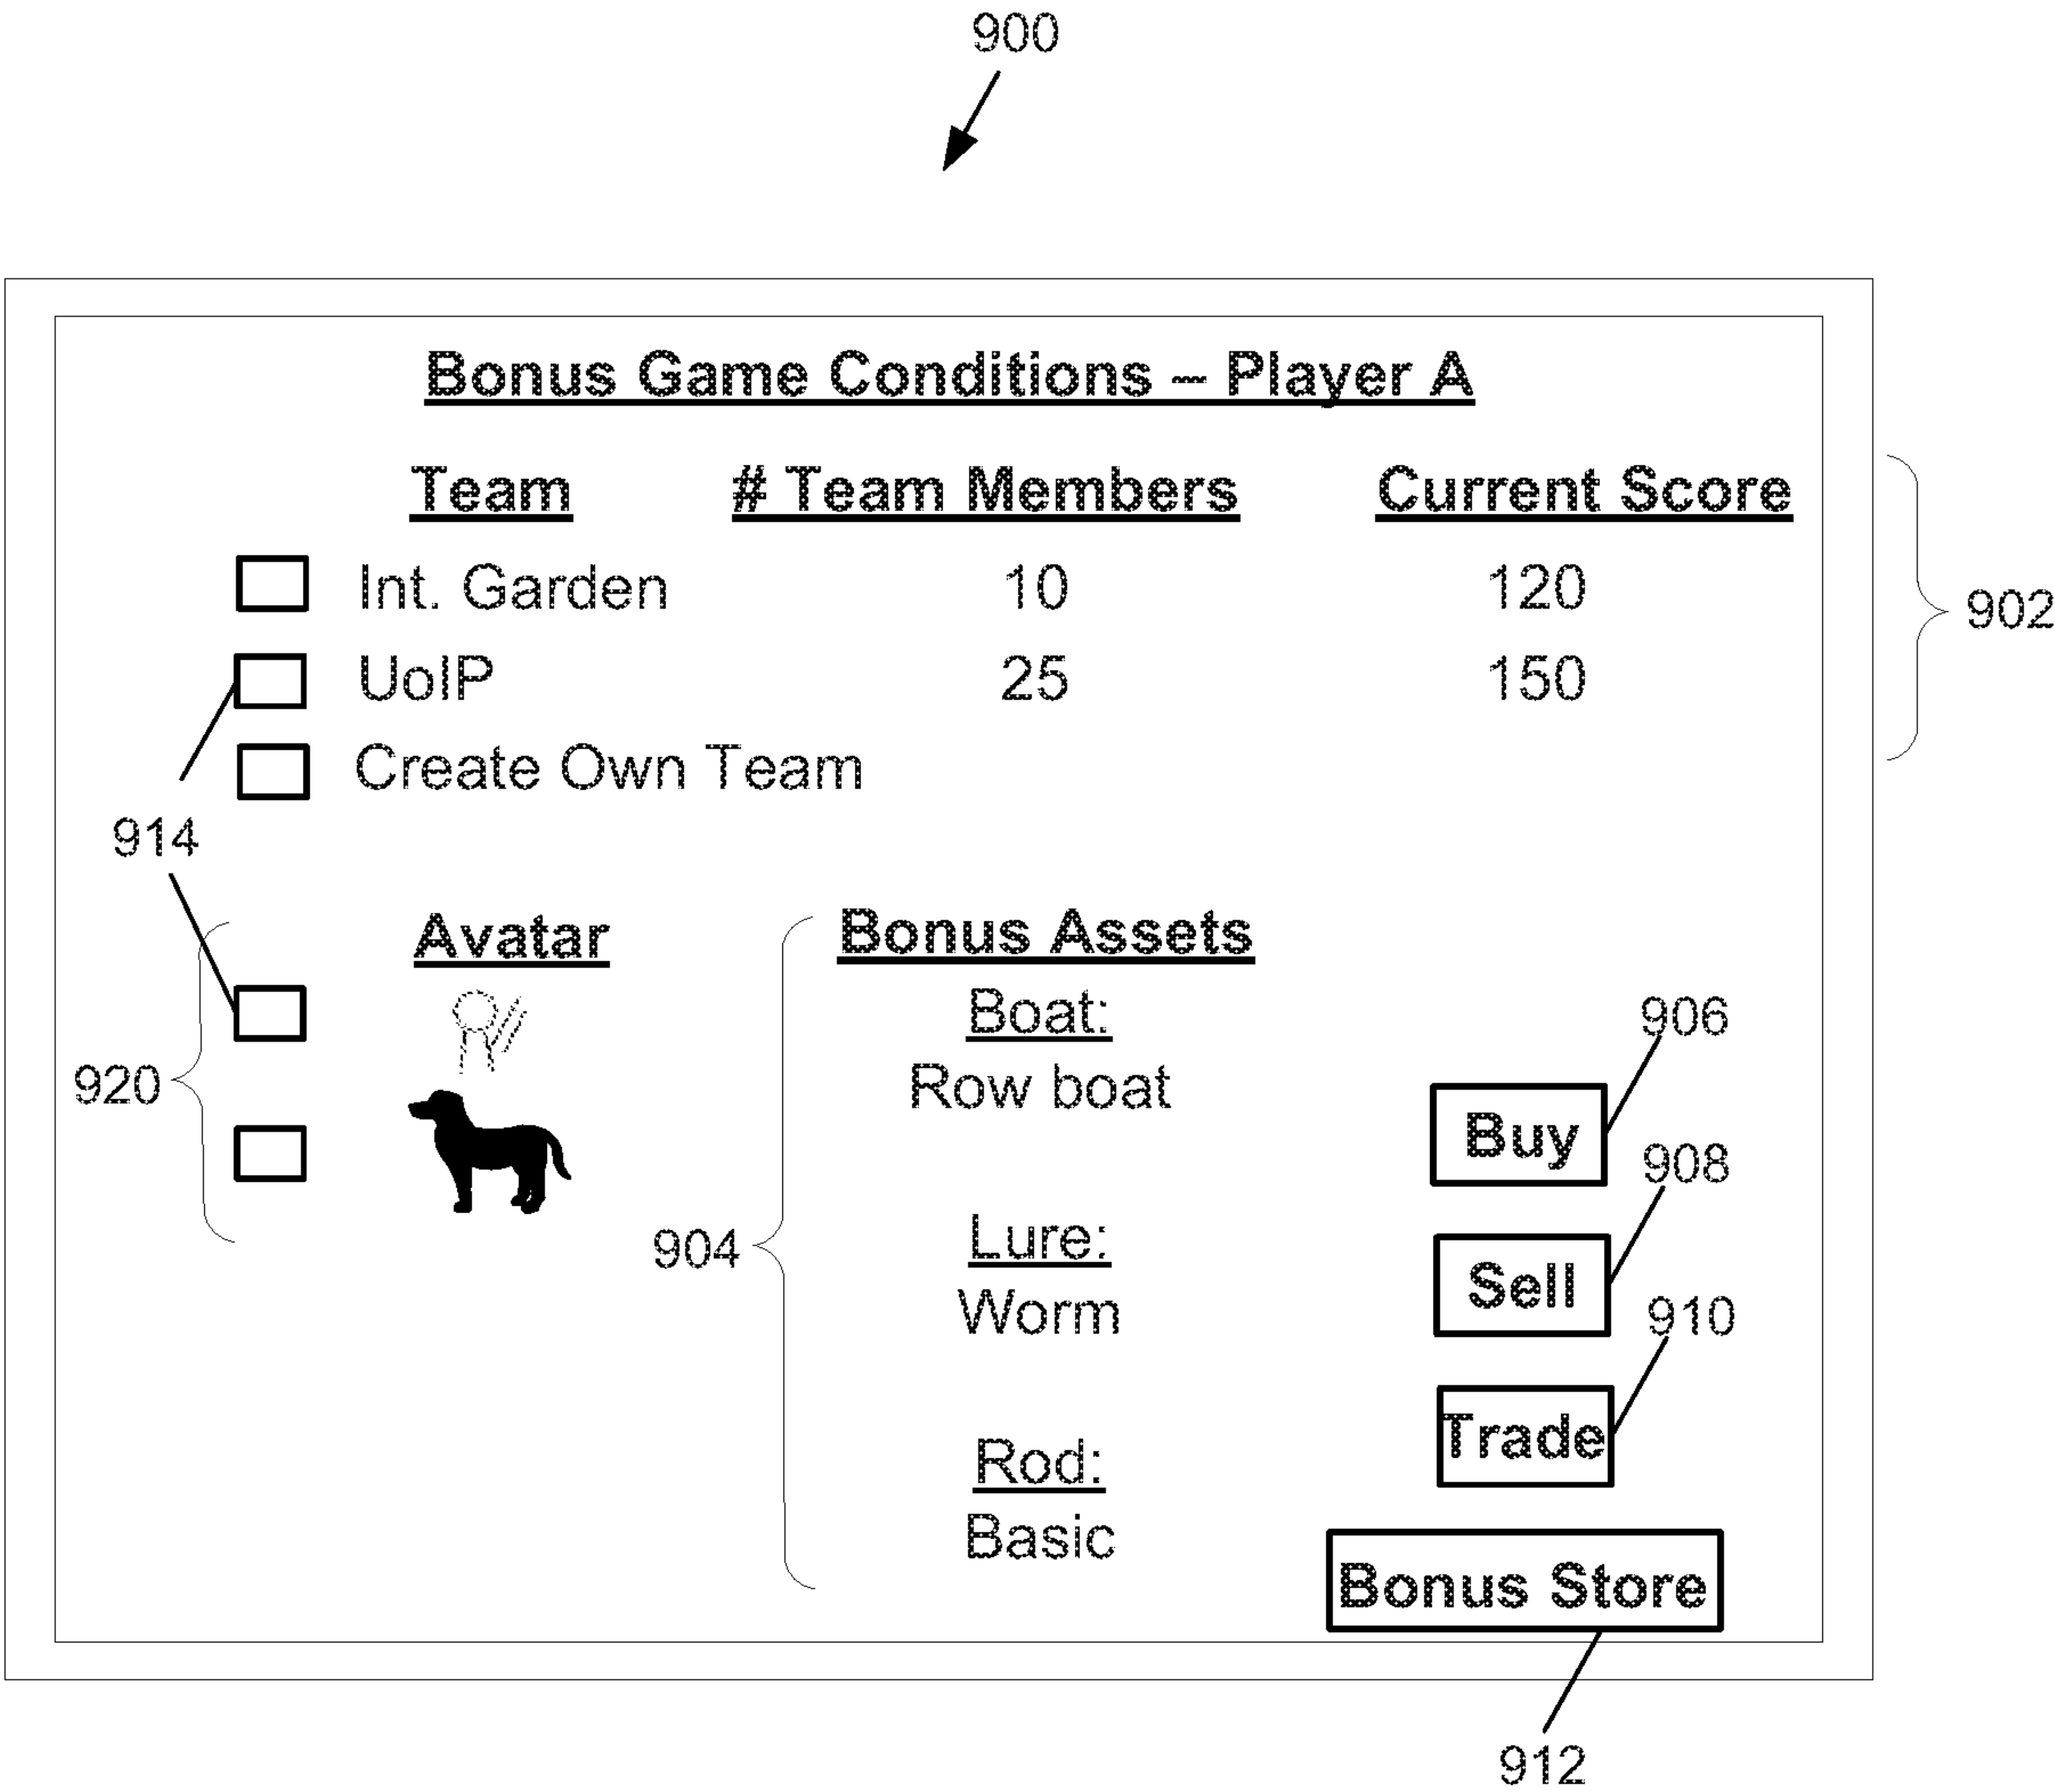 900
Bonus Game Conditions – Player A
Team # Team Members Current Score
Int. Garden 10 120
902
UoIP 25 150
Create Own Team
914
Avatar Bonus Assets
Boat:
906
Row boat
920
Buy
908
Lure:
904
Sell
Worm
910
Trade
Rod:
Basic
Bonus Store
912